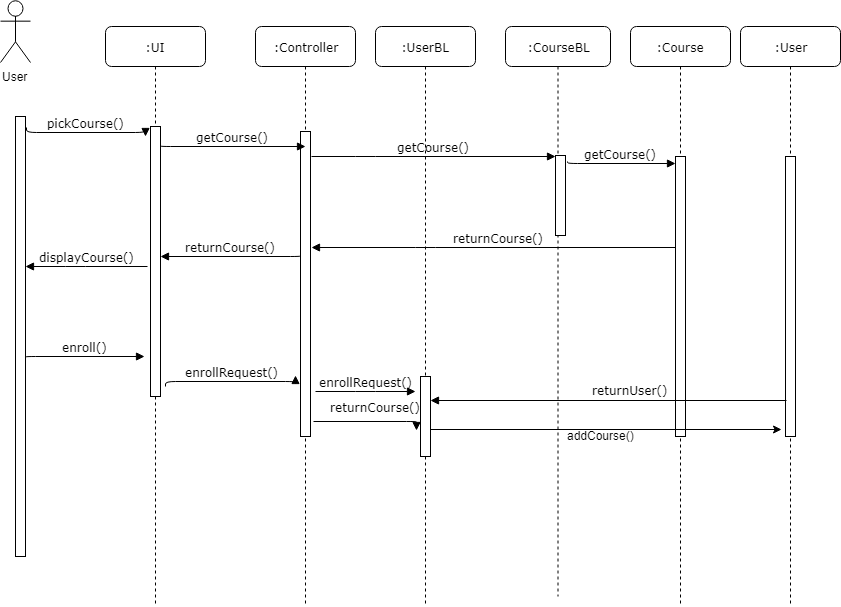 User
:UI
:Controller
:UserBL
:CourseBL
:Course
:User
pickCourse()
getCourse()
getCourse()
getCourse()
returnCourse()
returnCourse()
displayCourse()
enroll()
enrollRequest()
enrollRequest()
returnUser()
returnCourse()
addCourse()